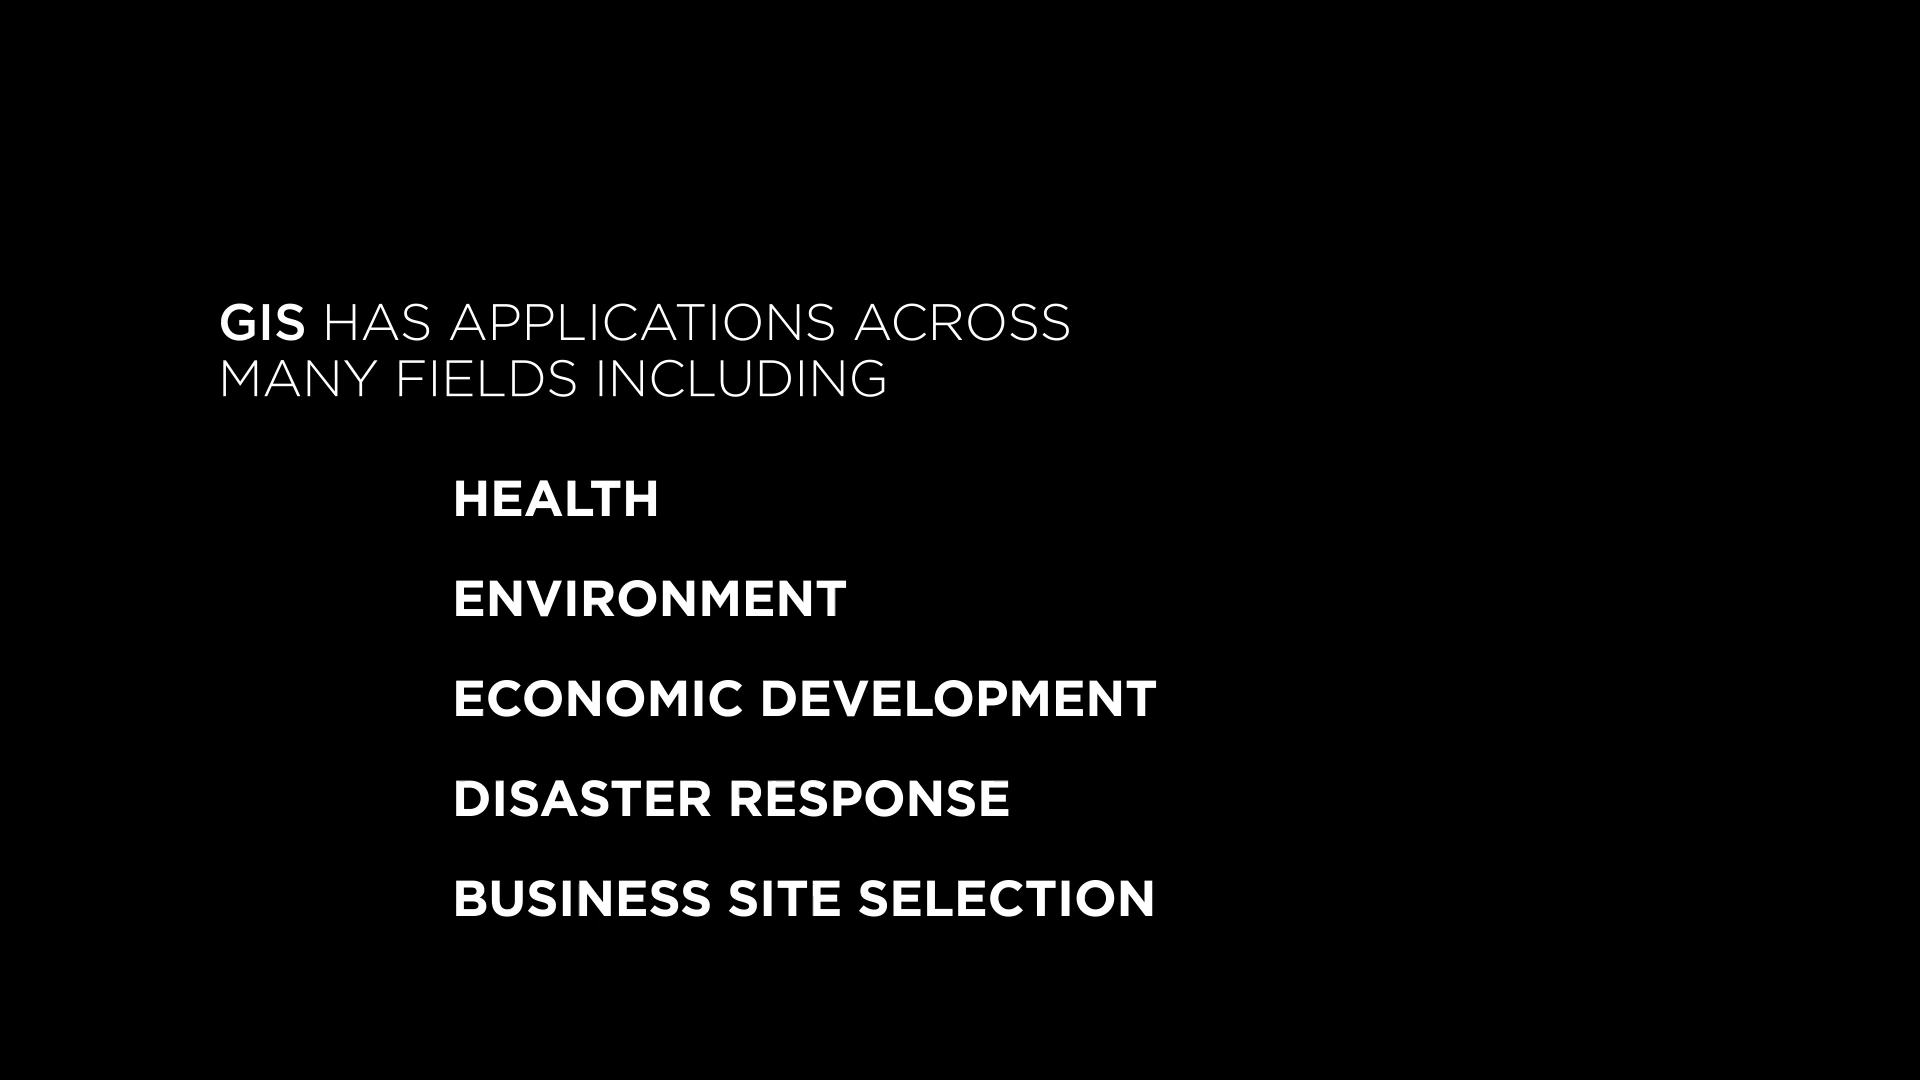 GIS HAS APPLICATIONS ACROSS
MANY FIELDS INCLUDING
HEALTH
ENVIRONMENT
ECONOMIC DEVELOPMENT
DISASTER RESPONSE
BUSINESS SITE SELECTION